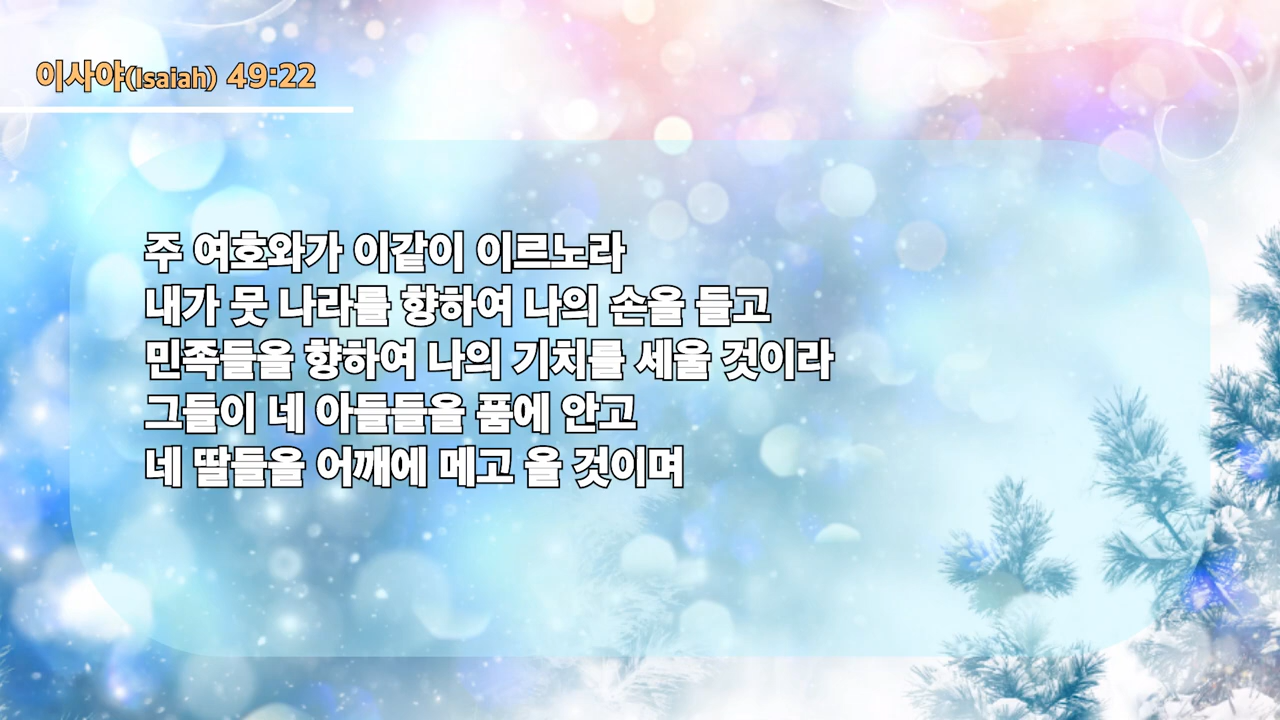 이사야(Isaiah) 49:22
주 여호와가 이같이 이르노라
내가 뭇 나라를 향하여 나의 손을 들고
민족들을 향하여 나의 기치를 세울 것이라
그들이 네 아들들을 품에 안고
네 딸들을 어깨에 메고 올 것이며